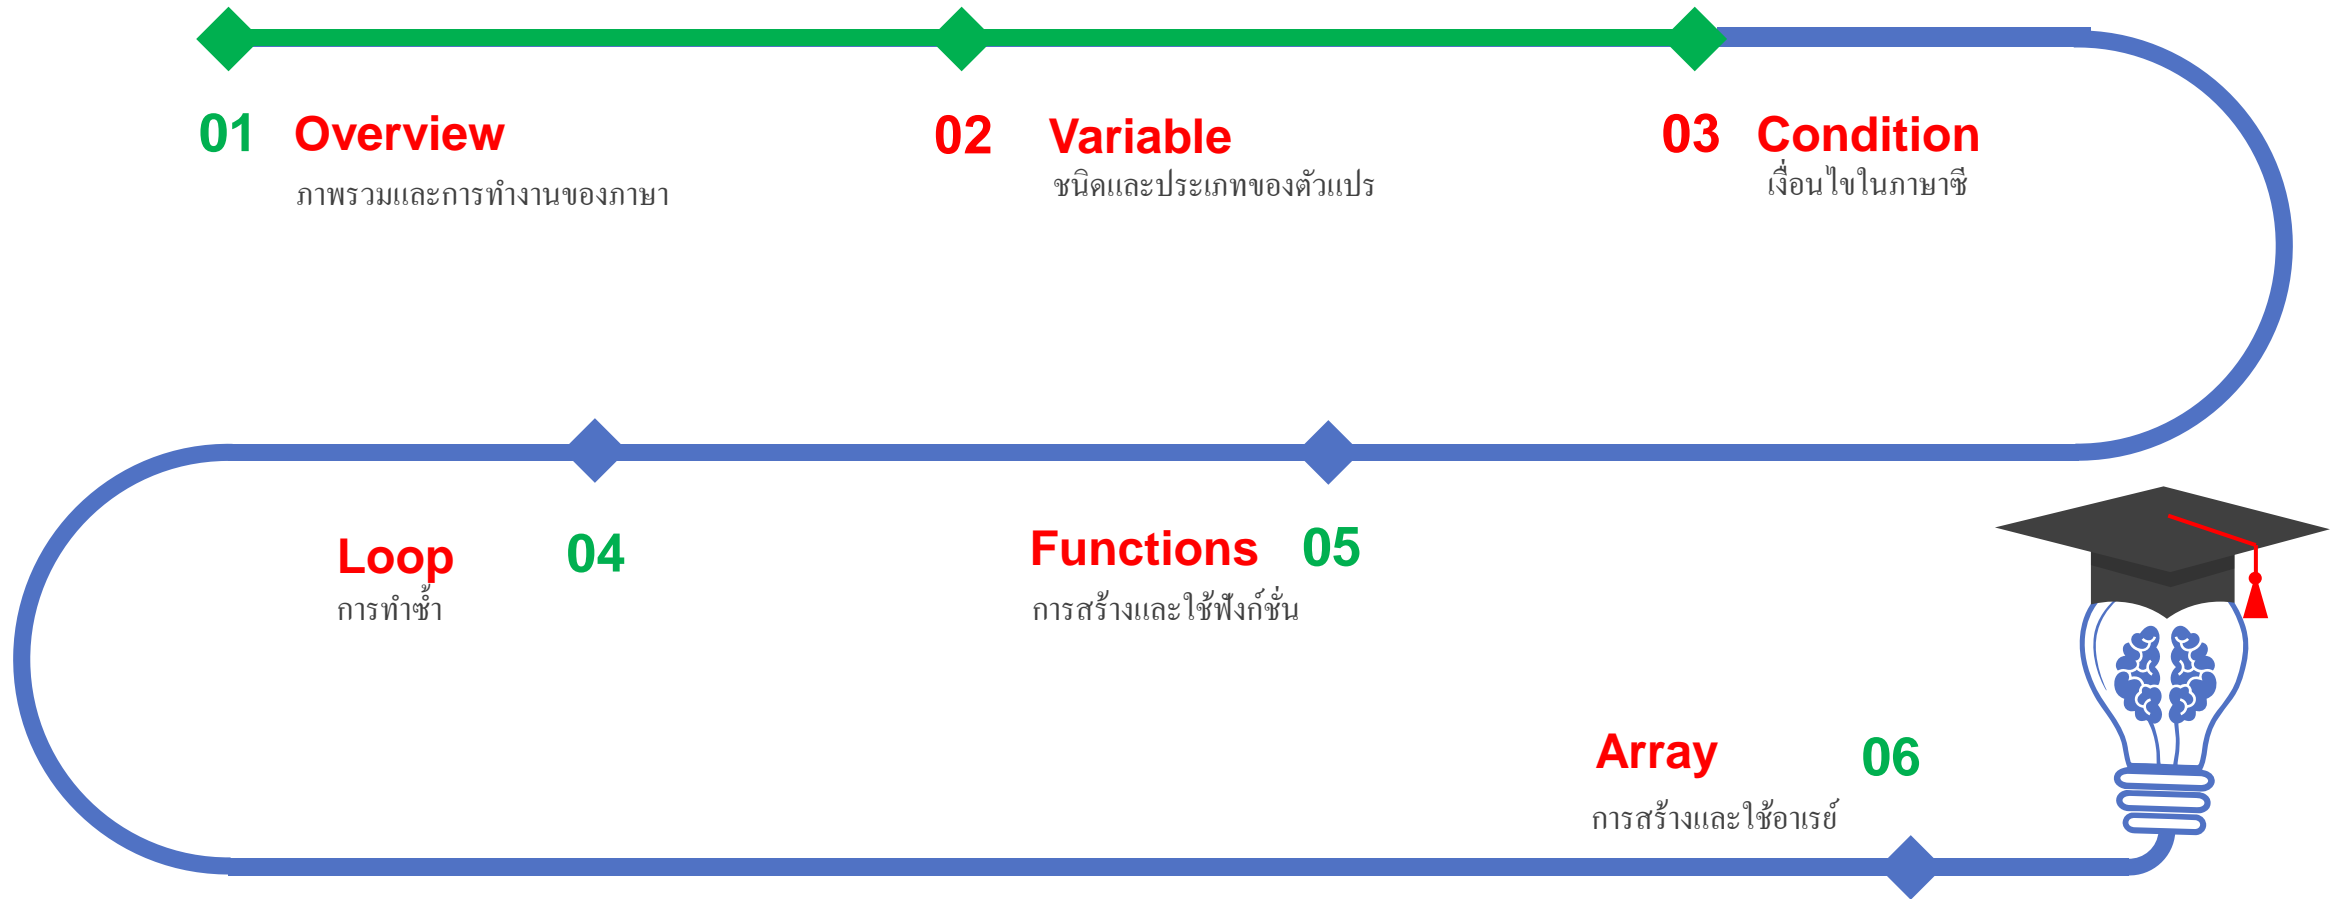 01 Overview
ภาพรวมและการทำงานของภาษา
02 Variable
ชนิดและประเภทของตัวแปร
03 Condition
เงื่อนไขในภาษาซี
Loop 04
การทำซ้ำ
Functions 05
การสร้างและใช้ฟังก์ชั่น
Array 06
การสร้างและใช้อาเรย์